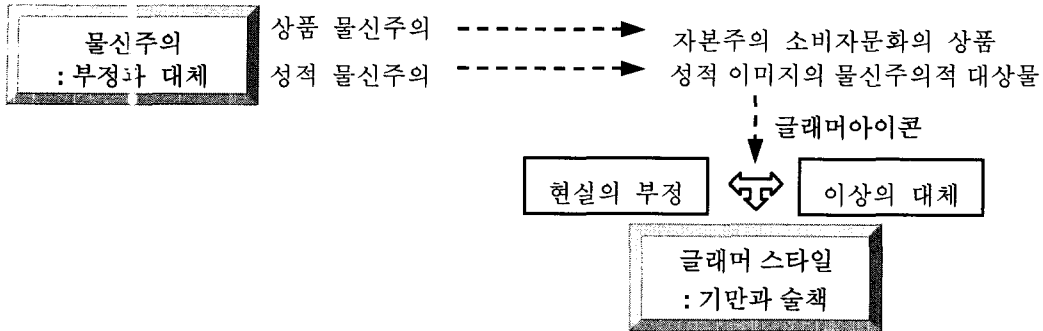 물신주의
: 부정과 대체
상품 물신주의
성적 물신주의
자본주의 소비자문화의 상품
성적 이미지의 물신주의적 대상물
글래머아이콘
현실의 부정
이상의 대체
글래머 스타일
: 기만과 술책